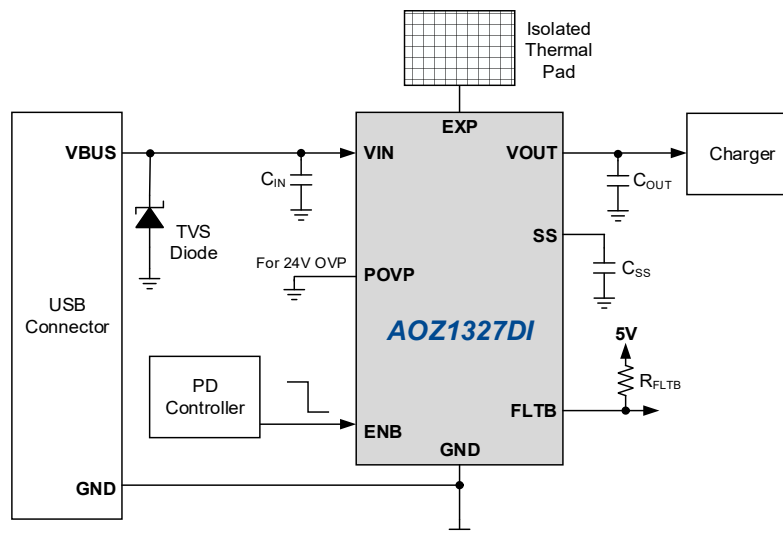 Isolated
Thermal
Pad
EXP
VBUS
VIN
VOUT
Charger
CIN
COUT
TVS
Diode
SS
CSS
For 24V OVP
POVP
USB
Connector
AOZ1327DI
5V
RFLTB
PD
Controller
FLTB
ENB
GND
GND